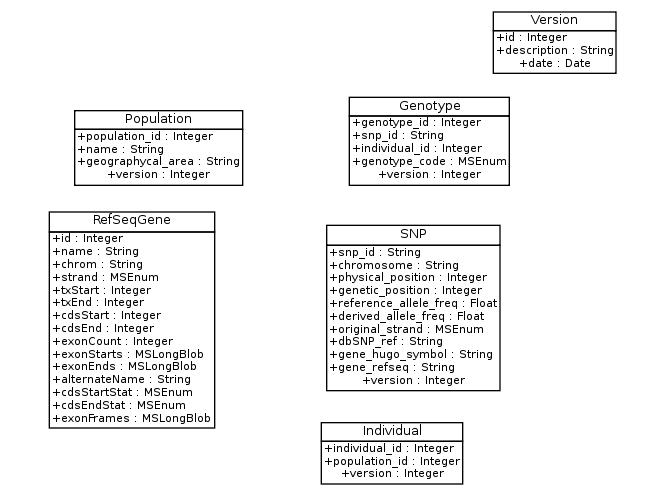 Version
+id : Integer
+description : String
+date : Date
Population
+population_id : Integer
+name : String
+geographycal_area : String
+version : Integer
Genotype
+genotype_id : Integer
+snp_id : String
+individual_id : Integer
+genotype_code : MSEnum
+version : Integer
RefSeqGene
+id : Integer
+name : String
+chrom : String
+strand : MSEnum
+txStart : Integer
+txEnd : Integer
+cdsStart : Integer
+cdsEnd : Integer
+exonCount : Integer
+exonStarts : MSLongBlob
+exonEnds : MSLongBlob
+alternateName : String
+cdsStartStat : MSEnum
+cdsEndStat : MSEnum
+exonFrames : MSLongBlob
SNP
+snp_id : String
+chromosome : String
+physical_position : Integer
+genetic_position : Integer
+reference_allele_freq : Float
+derived_allele_freq : Float
+original_strand : MSEnum
+dbSNP_ref : String
+gene_hugo_symbol : String
+gene_refseq : String
+version : Integer
Individual
+individual_id : Integer
+population_id : Integer
+version : Integer